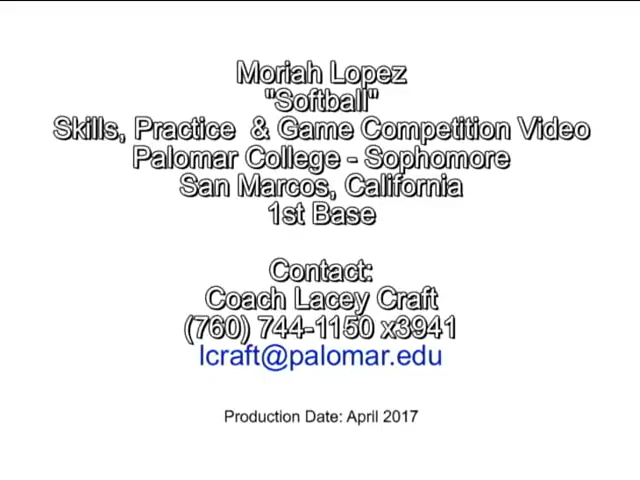 Moriah Lopez
"Softball"
Skills, Practice  & Game Competition Video
Palomar College - Sophomore
San Marcos, California
1st Base
Contact:
Coach Lacey Craft
(760) 744-1150 x3941
lcraft@palomar.edu
Production Date: April 2017